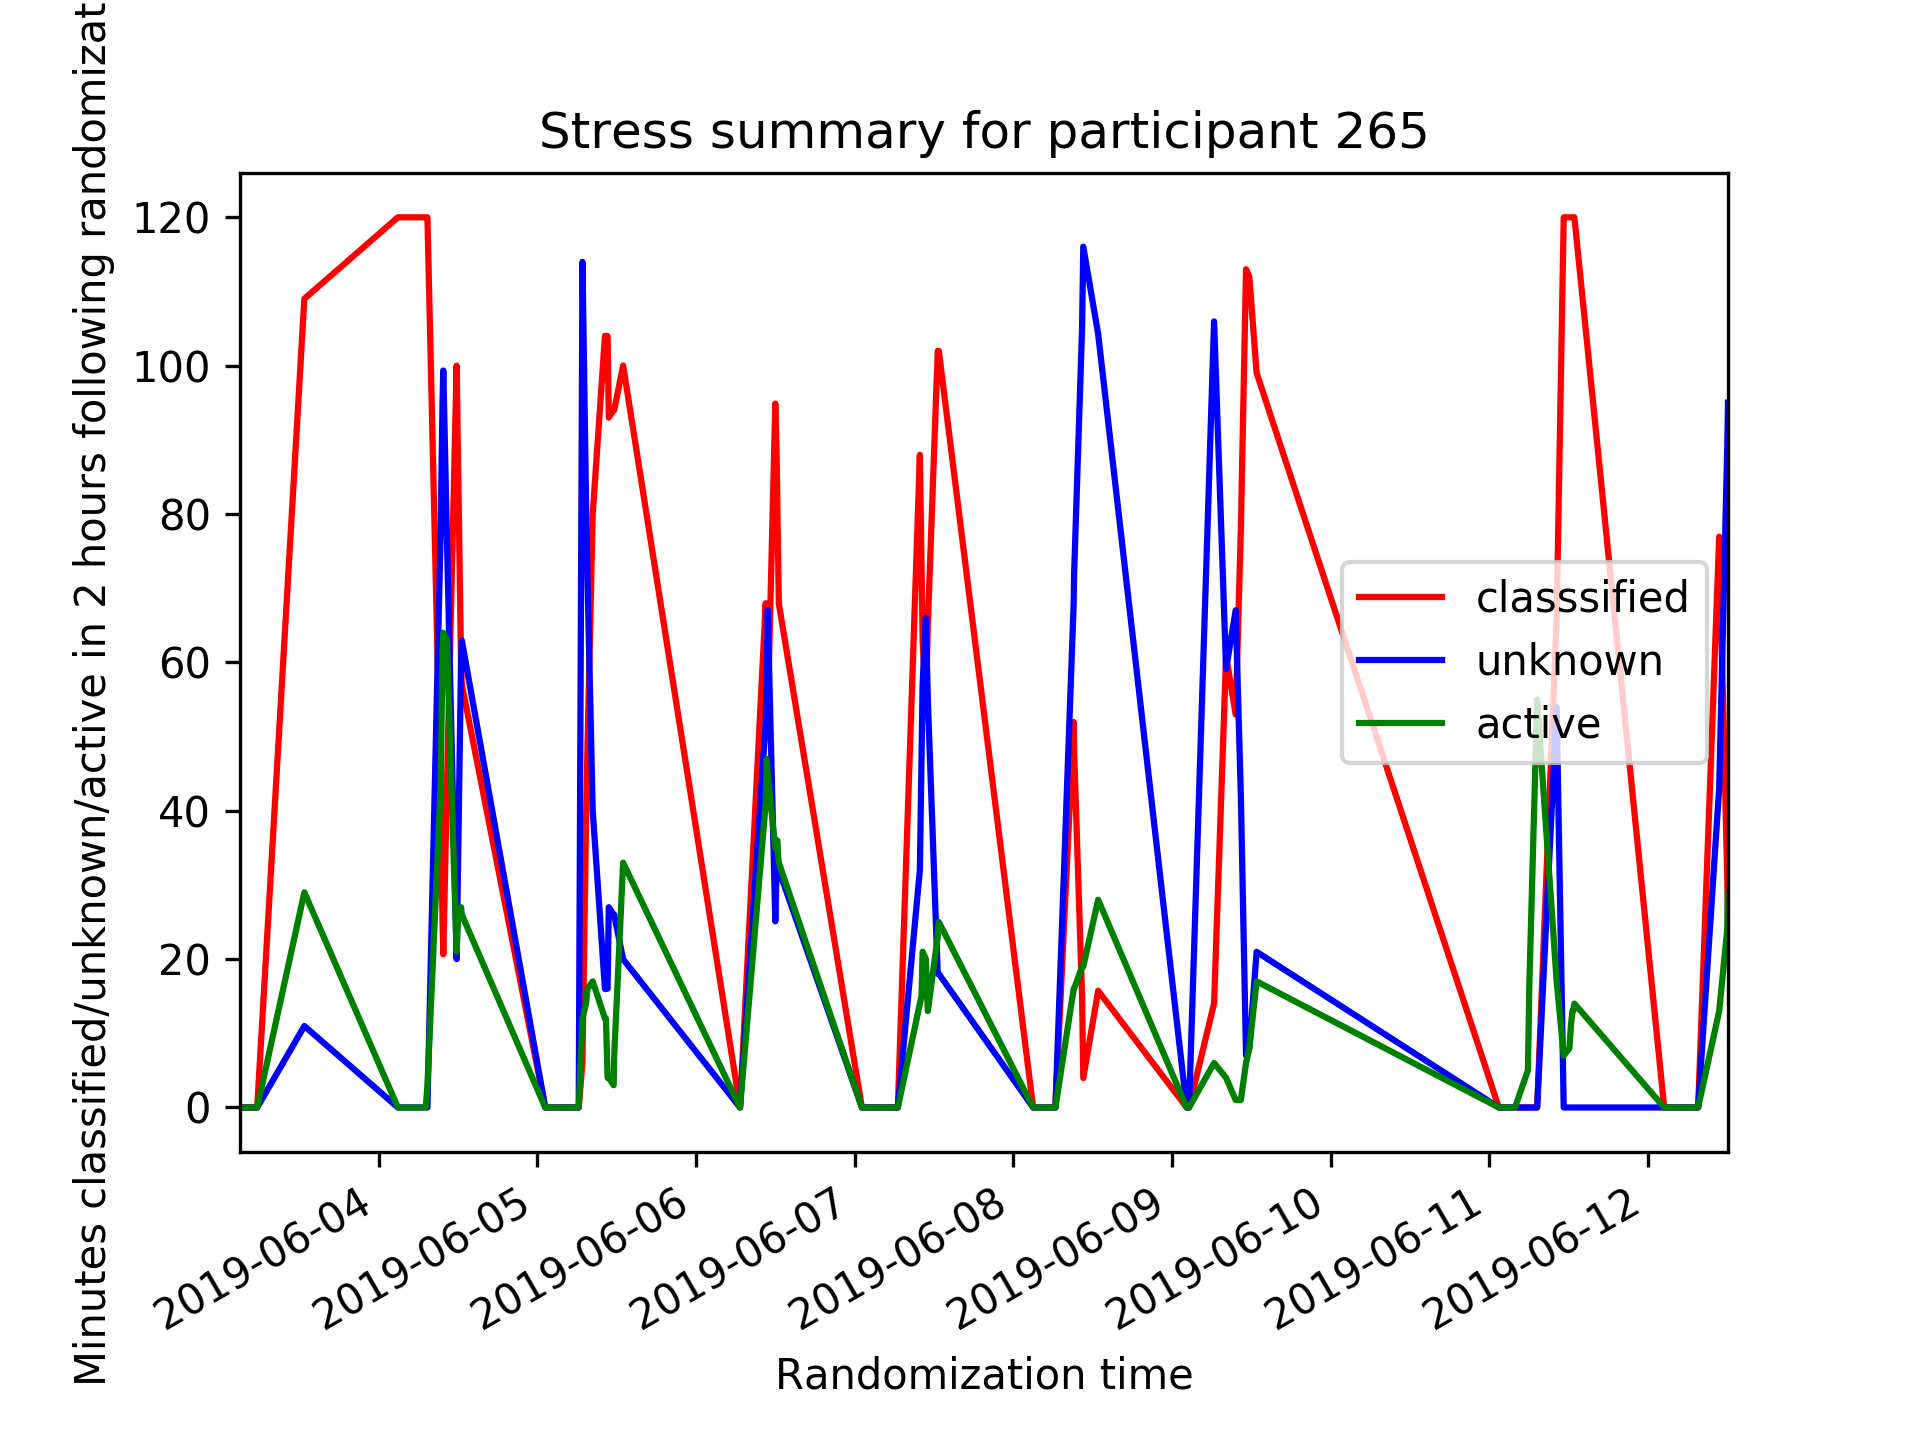 Stress summary for participant 265
Minutes classified/unknown/active in 2 hours following randomizat
120
100
80
60
40
20
0
classsified
unknown
active
2019-06-04
2019-06-05
2019-06-06
2019-06-07
2019-06-08
2019-06-09
2019-06-10
2019-06-11
2019-06-12
Randomization time